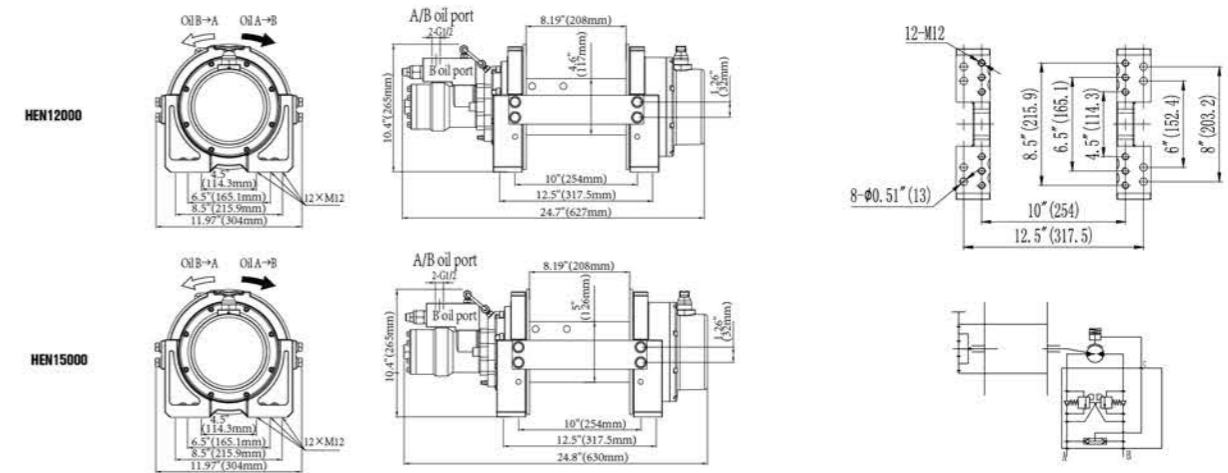 HEN12000
Oil B→A Oil A→B
4.5"
(114.3mm)
6.5"(165.1mm)
8.5"(215.9mm)
11.97"(304mm)
12×M12
A/B oil port
2-G1/2
B oil port
8.19"(208mm)
4.6"
(117mm)
1.26"
(32mm)
10.4"(265mm)
10"(254mm)
12.5"(317.5mm)
24.7"(627mm)
12-M12
8.5"(215.9)
6.5"(165.1)
4.5"(114.3)
6"(152.4)
8"(203.2)
8-ϕ0.51"(13)
10"(254)
12.5"(317.5)
HEN15000
Oil B→A Oil A→B
4.5"
(114.3mm)
6.5"(165.1mm)
8.5"(215.9mm)
11.97"(304mm)
12×M12
A/B oil port
2-G1/2
B oil port
8.19"(208mm)
5"
(126mm)
1.26"
(32mm)
10.4"(265mm)
10"(254mm)
12.5"(317.5mm)
24.8"(630mm)